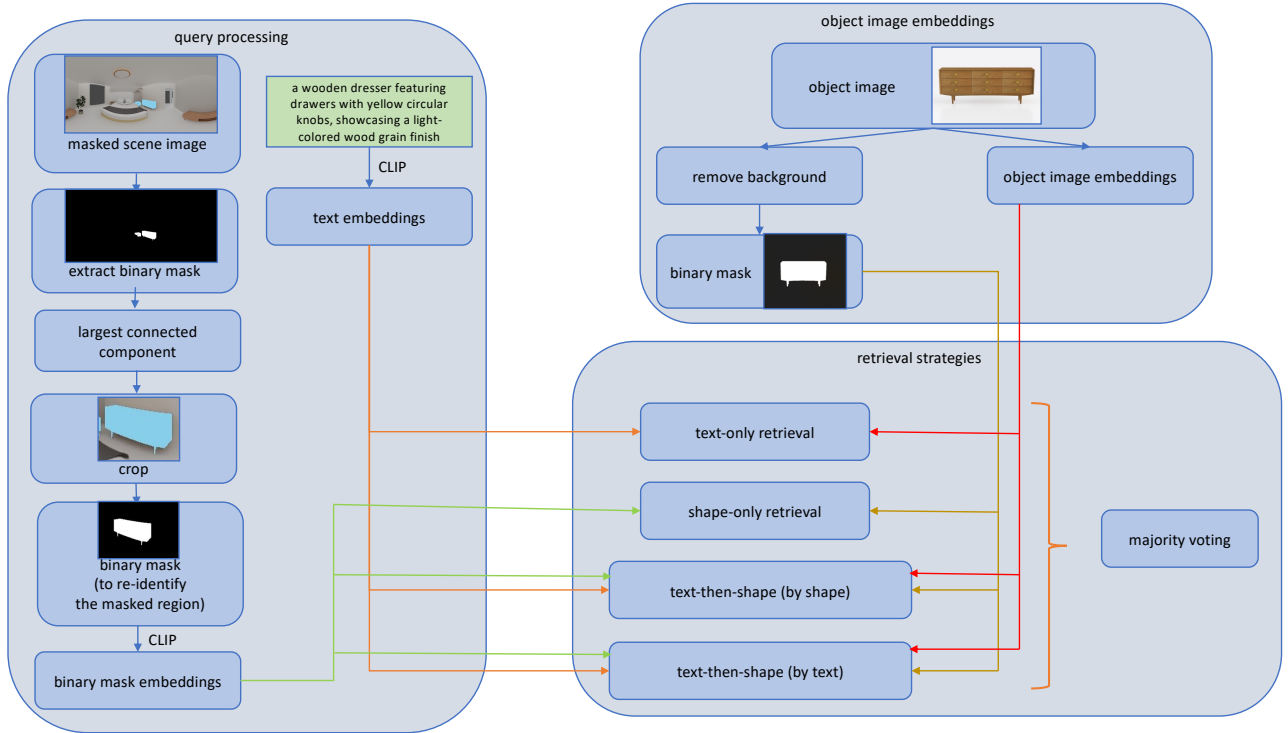 query processing
masked scene image
extract binary mask
largest connected
component
crop
binary mask
(to re-identify
the masked region)
CLIP
binary mask embeddings
a wooden dresser featuring
drawers with yellow circular
knobs, showcasing a light-
colored wood grain finish
CLIP
text embeddings
object image embeddings
object image
remove background
object image embeddings
binary mask
retrieval strategies
text-only retrieval
shape-only retrieval
text-then-shape (by shape)
text-then-shape (by text)
majority voting